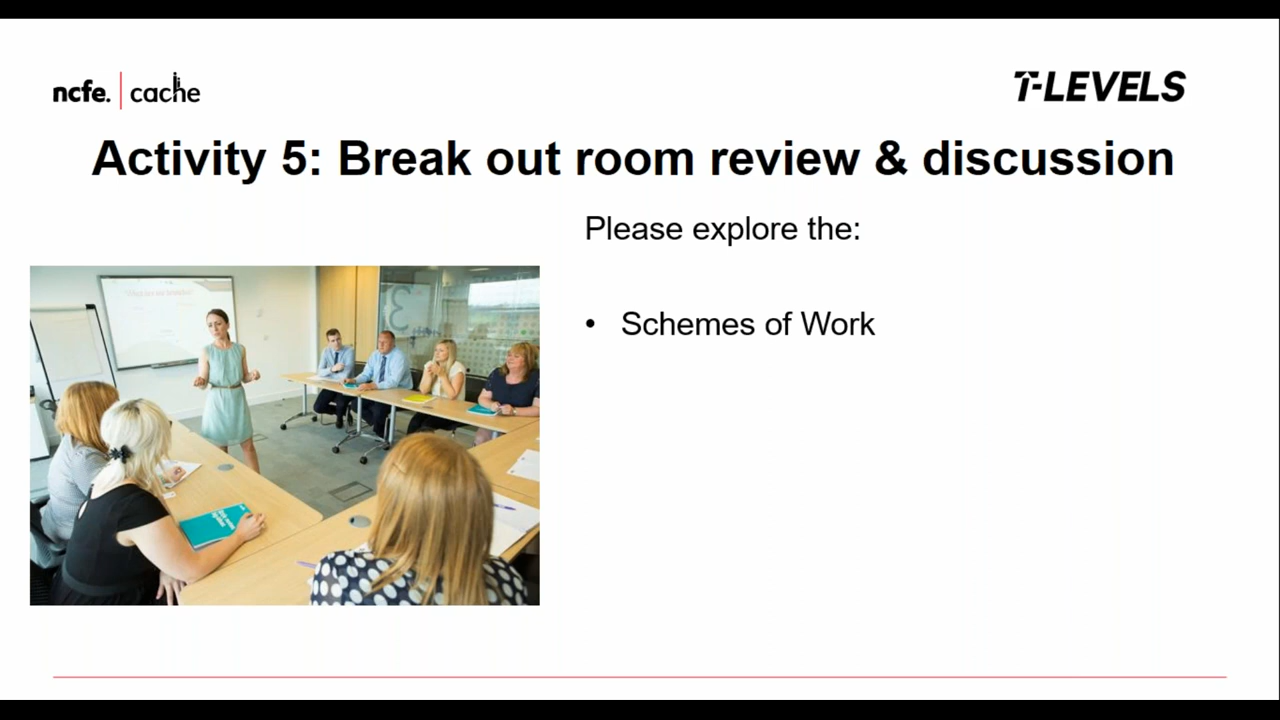 ncfe. cache
T-LEVELS
Activity 5: Break out room review & discussion
Please explore the:
• Schemes of Work